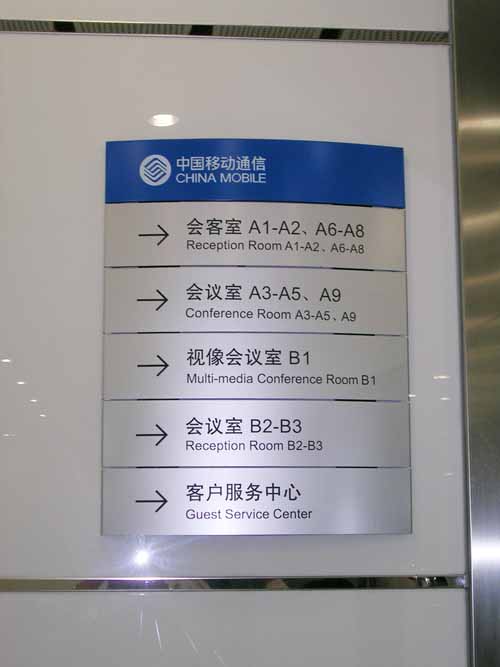 中国移动通信
CHINA MOBILE
会客室 A1-A2、A6-A8
Reception Room A1-A2、A6-A8
会议室 A3-A5、A9
Conference Room A3-A5、A9
视像会议室 B1
Multi-media Conference Room B1
会议室 B2-B3
Reception Room B2-B3
客户服务中心
Guest Service Center